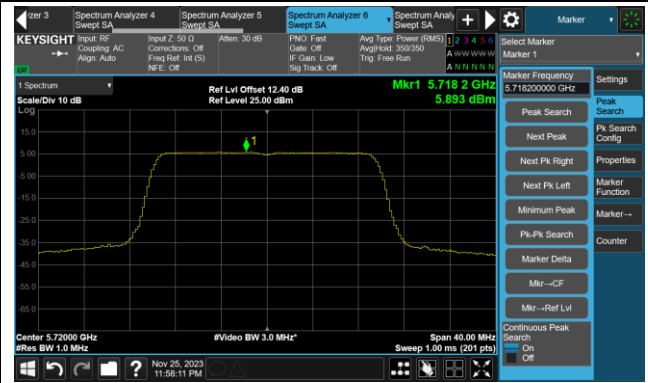 zer 3
Spectrum Analyzer 4
Swept SA
Spectrum Analyzer 5
Swept SA
Spectrum Analyzer 6
Swept SA
Spectrum Analy
Swept SA
Marker
KEYSIGHT
Input: RF
Coupling: AC
Align: Auto
Input Z: 50 Ω
Corrections: Off
Freq Ref: Int (S)
NFE: Off
Atten: 30 dB
PNO: Fast
Gate: Off
IF Gain: Low
Sig Track: Off
Avg Type: Power (RMS)
Avg|Hold: 350/350
Trig: Free Run
1 2 3 4 5 6
A W W W W W
A N N N N N
LXI
Select Marker
Marker 1
1 Spectrum
Scale/Div 10 dB
Log
Ref Lvl Offset 12.40 dB
Ref Level 25.00 dBm
Mkr1 5.718 2 GHz
5.893 dBm
1
15.0
5.00
-5.00
-15.0
-25.0
-35.0
-45.0
-55.0
-65.0
Center 5.72000 GHz
#Res BW 1.0 MHz
#Video BW 3.0 MHz*
Span 40.00 MHz
Sweep 1.00 ms (201 pts)
Marker Frequency
5.718200000 GHz
Peak Search
Next Peak
Next Pk Right
Next Pk Left
Minimum Peak
Pk-Pk Search
Marker Delta
Mkr→CF
Mkr→Ref Lvl
Continuous Peak
Search
On
Off
Settings
Peak
Search
Pk Search
Config
Properties
Marker
Function
Marker→
Counter
?
Nov 25, 2023
11:58:11 PM